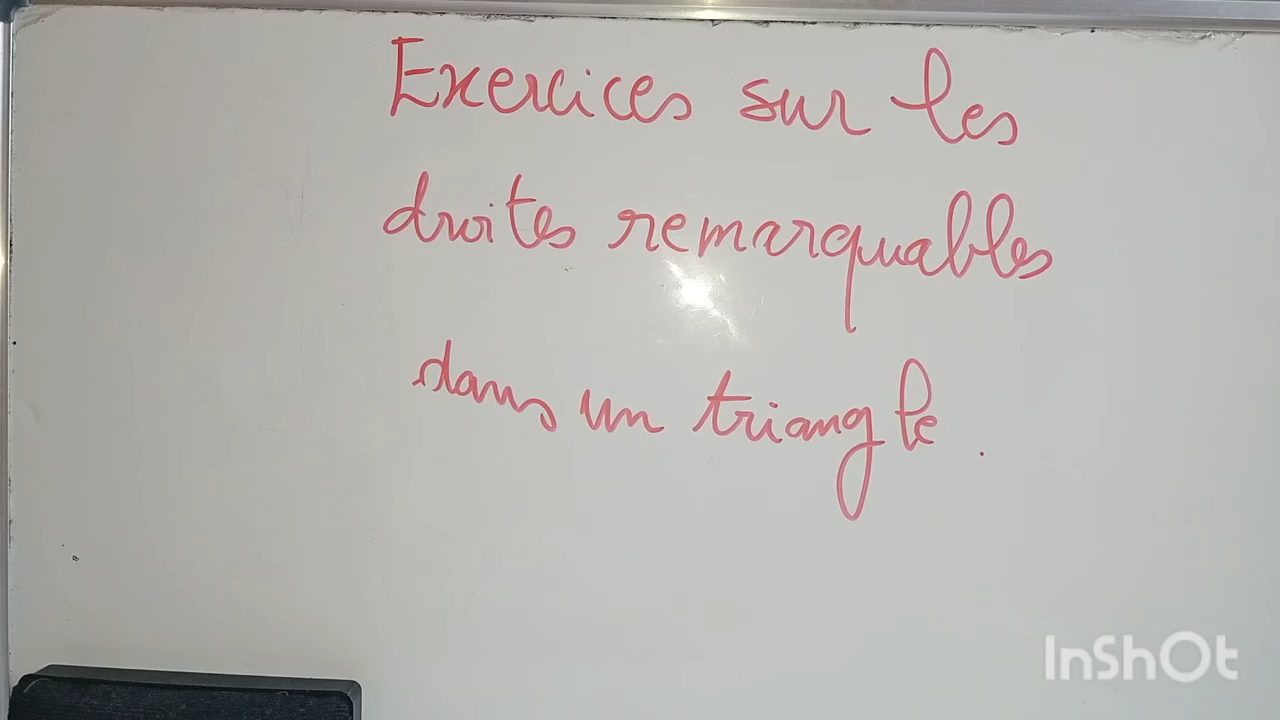 Exercices sur les
droites remarquables
dans un triangle.
InShOt